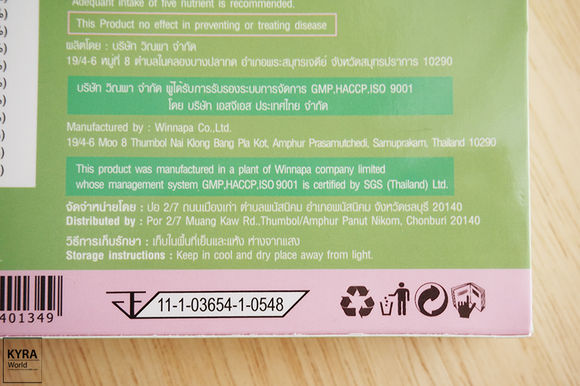 Adequate intake of five nutrient is recommended.
This Product no effect in preventing or treating disease
ผลิตโดย : บริษัท วิณพา จำกัด
19/4-6 หมู่ที่ 8 ตำบลในคลองบางปลากด อำเภอพระสมุทรเจดีย์ จังหวัดสมุทรปราการ 10290
บริษัท วิณพา จำกัด ผู้ได้รับการรับรองระบบการจัดการ GMP,HACCP,ISO 9001
โดย บริษัท เอสจีเอส ประเทศไทย จำกัด
Manufactured by : Winnapa Co.,Ltd.
19/4-6 Moo 8 Thumbol Nai Klong Bang Pla Kot, Amphur Prasamutchedi, Samuprakarn, Thailand 10290
This product was manufactured in a plant of Winnapa company limited
whose management system GMP,HACCP,ISO 9001 is certified by SGS (Thailand) Ltd.
จัดจำหน่ายโดย : ปอ 2/7 ถนนเมืองเก่า ตำบลพนัสนิคม อำเภอพนัสนิคม จังหวัดชลบุรี 20140
Distributed by : Por 2/7 Muang Kaw Rd.,Thumbol/Amphur Panut Nikom, Chonburi 20140
วิธีการเก็บรักษา : เก็บในพื้นที่เย็นและแห้ง ห่างจากแสง
Storage instructions : Keep in cool and dry place away from light.
11-1-03654-1-0548
401349
KYRA
World